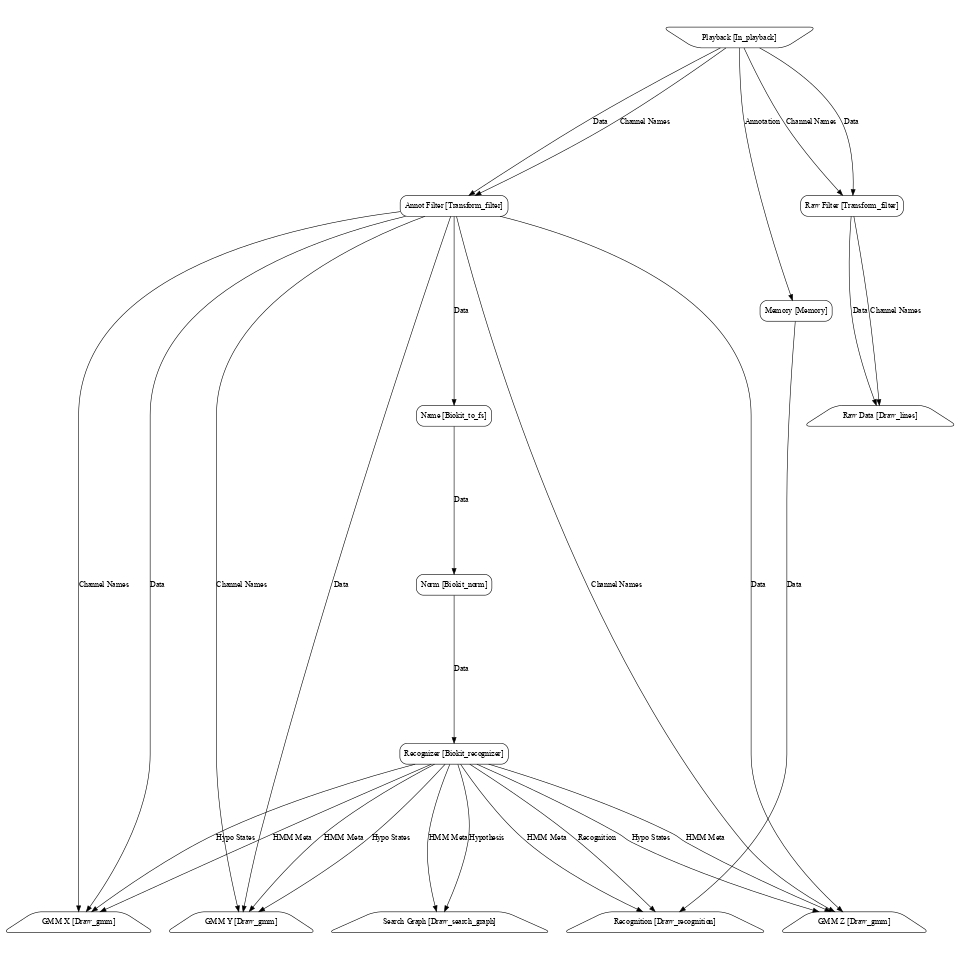 Playback [In_playback]
Data
Channel Names
Annotation
Channel Names
Data
Annot Filter [Transform_filter]
Raw Filter [Transform_filter]
Data
Memory [Memory]
Data
Channel Names
Name [Biokit_to_fs]
Raw Data [Draw_lines]
Data
Channel Names
Data
Channel Names
Data
Norm [Biokit_norm]
Channel Names
Data
Data
Data
Recognizer [Biokit_recognizer]
Hypo States
HMM Meta
HMM Meta
Hypo States
HMM Meta
Hypothesis
HMM Meta
Recognition
Hypo States
HMM Meta
GMM X [Draw_gmm]
GMM Y [Draw_gmm]
Search Graph [Draw_search_graph]
Recognition [Draw_recognition]
GMM Z [Draw_gmm]